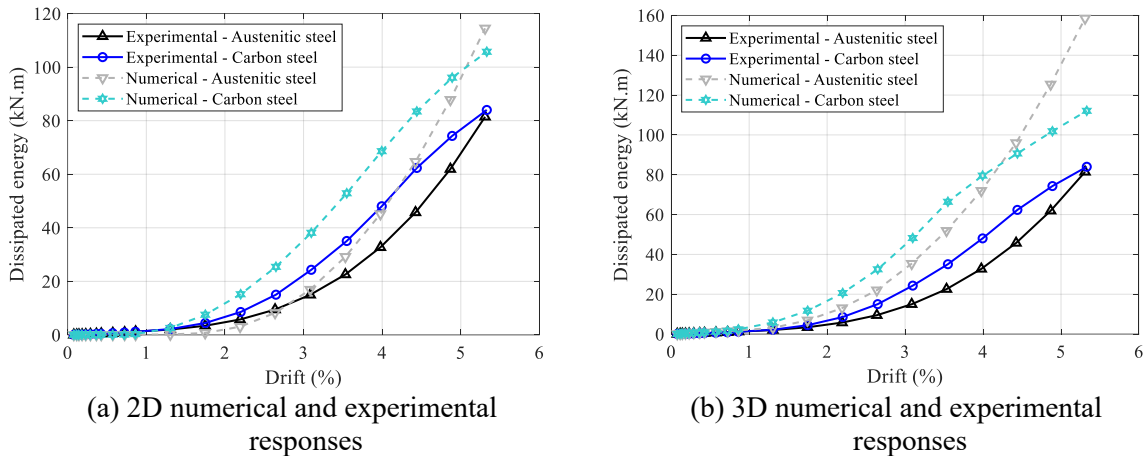 120
100
80
60
40
20
0
Dissipated energy (kN.m)
Experimental - Austenitic steel
Experimental - Carbon steel
Numerical - Austenitic steel
Numerical - Carbon steel
0 1 2 3 4 5 6
Drift (%)
(a) 2D numerical and experimental
responses
160
140
120
100
80
60
40
20
0
Dissipated energy (kN.m)
Experimental - Austenitic steel
Experimental - Carbon steel
Numerical - Austenitic steel
Numerical - Carbon steel
0 1 2 3 4 5 6
Drift (%)
(b) 3D numerical and experimental
responses